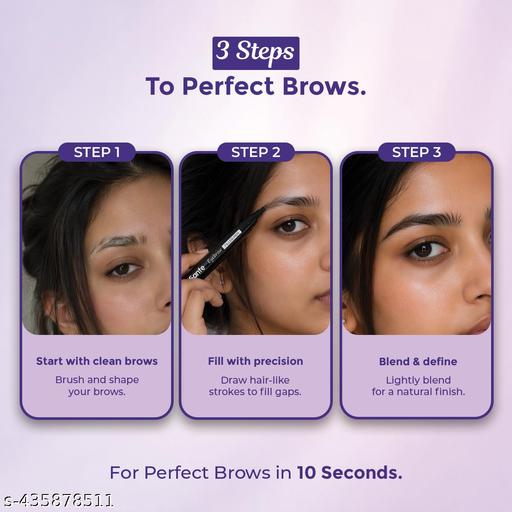 3 Steps
To Perfect Brows.
STEP 1
STEP 2
STEP 3
Eyebrow
Start with clean brows
Brush and shape
your brows.
Fill with precision
Draw hair-like
strokes to fill gaps.
Blend & define
Lightly blend
for a natural finish.
For Perfect Brows in 10 Seconds.
s-435878511